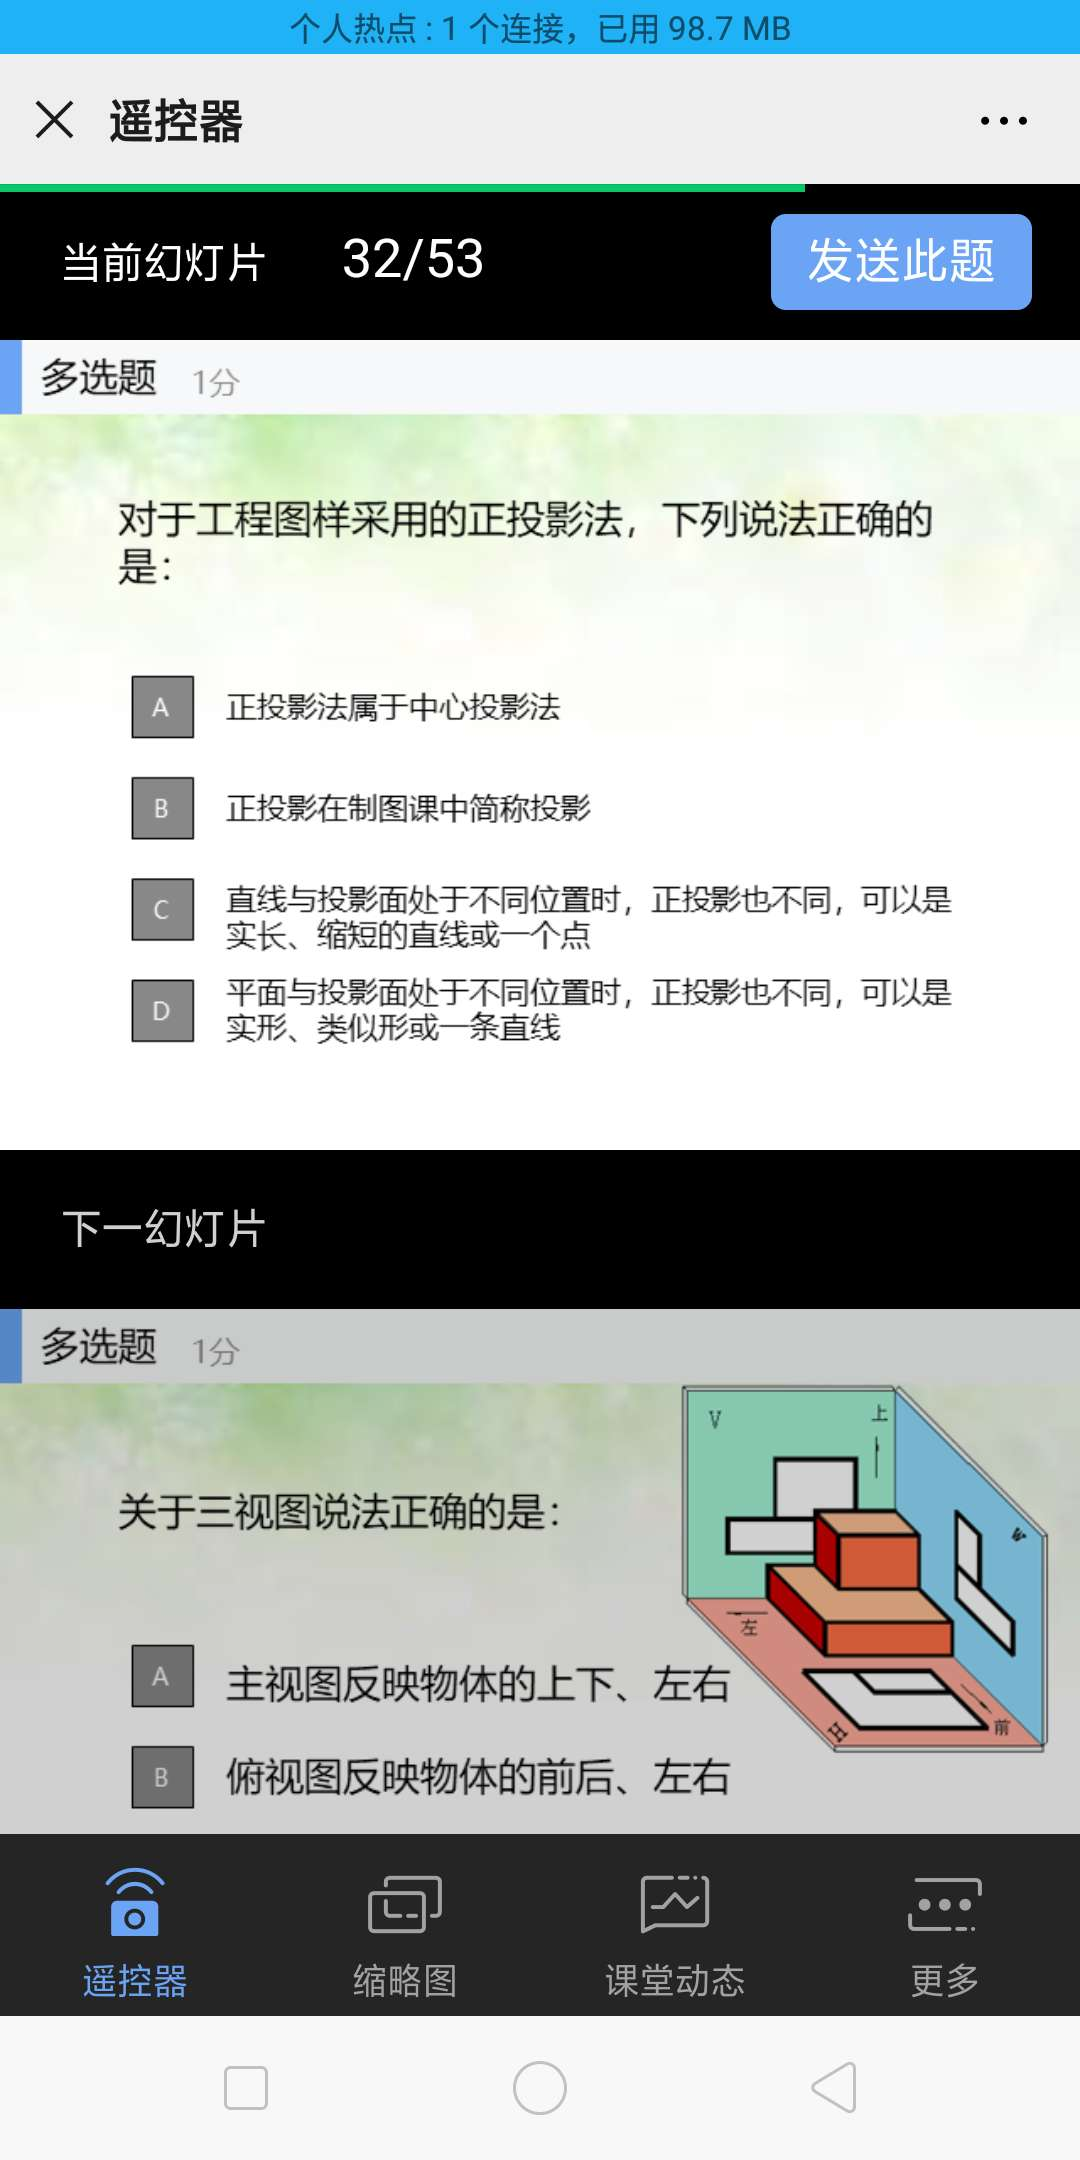 个人热点 : 1 个连接，已用 98.7 MB
遥控器
当前幻灯片 32/53 发送此题
多选题 1分
对于工程图样采用的正投影法，下列说法正确的
是：
A 正投影法属于中心投影法
B 正投影在制图课中简称投影
C 直线与投影面处于不同位置时，正投影也不同，可以是
实长、缩短的直线或一个点
D 平面与投影面处于不同位置时，正投影也不同，可以是
实形、类似形或一条直线
下一幻灯片
多选题 1分
V 上
关于三视图说法正确的是：
W
左
A 主视图反映物体的上下、左右
H 前
B 俯视图反映物体的前后、左右
遥控器 缩略图 课堂动态 更多